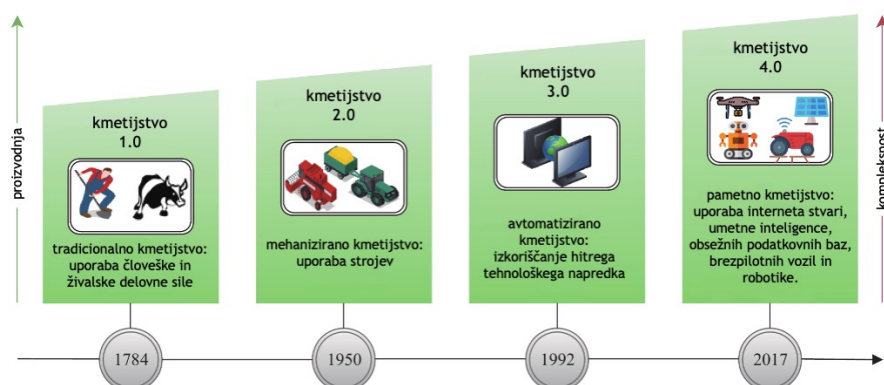 proizvodnja
kmetijstvo
1.0
tradicionalno kmetijstvo:
uporaba človeške in
živalske delovne sile
kmetijstvo
2.0
mehanizirano kmetijstvo:
uporaba strojev
kmetijstvo
3.0
avtomatizirano
kmetijstvo:
izkoriščanje hitrega
tehnološkega napredka
kmetijstvo
4.0
pametno kmetijstvo:
uporaba interneta stvari,
umetne inteligence,
obsežnih podatkovnih baz,
brezpilotnih vozil in
robotike.
kompleksnost
1784
1950
1992
2017